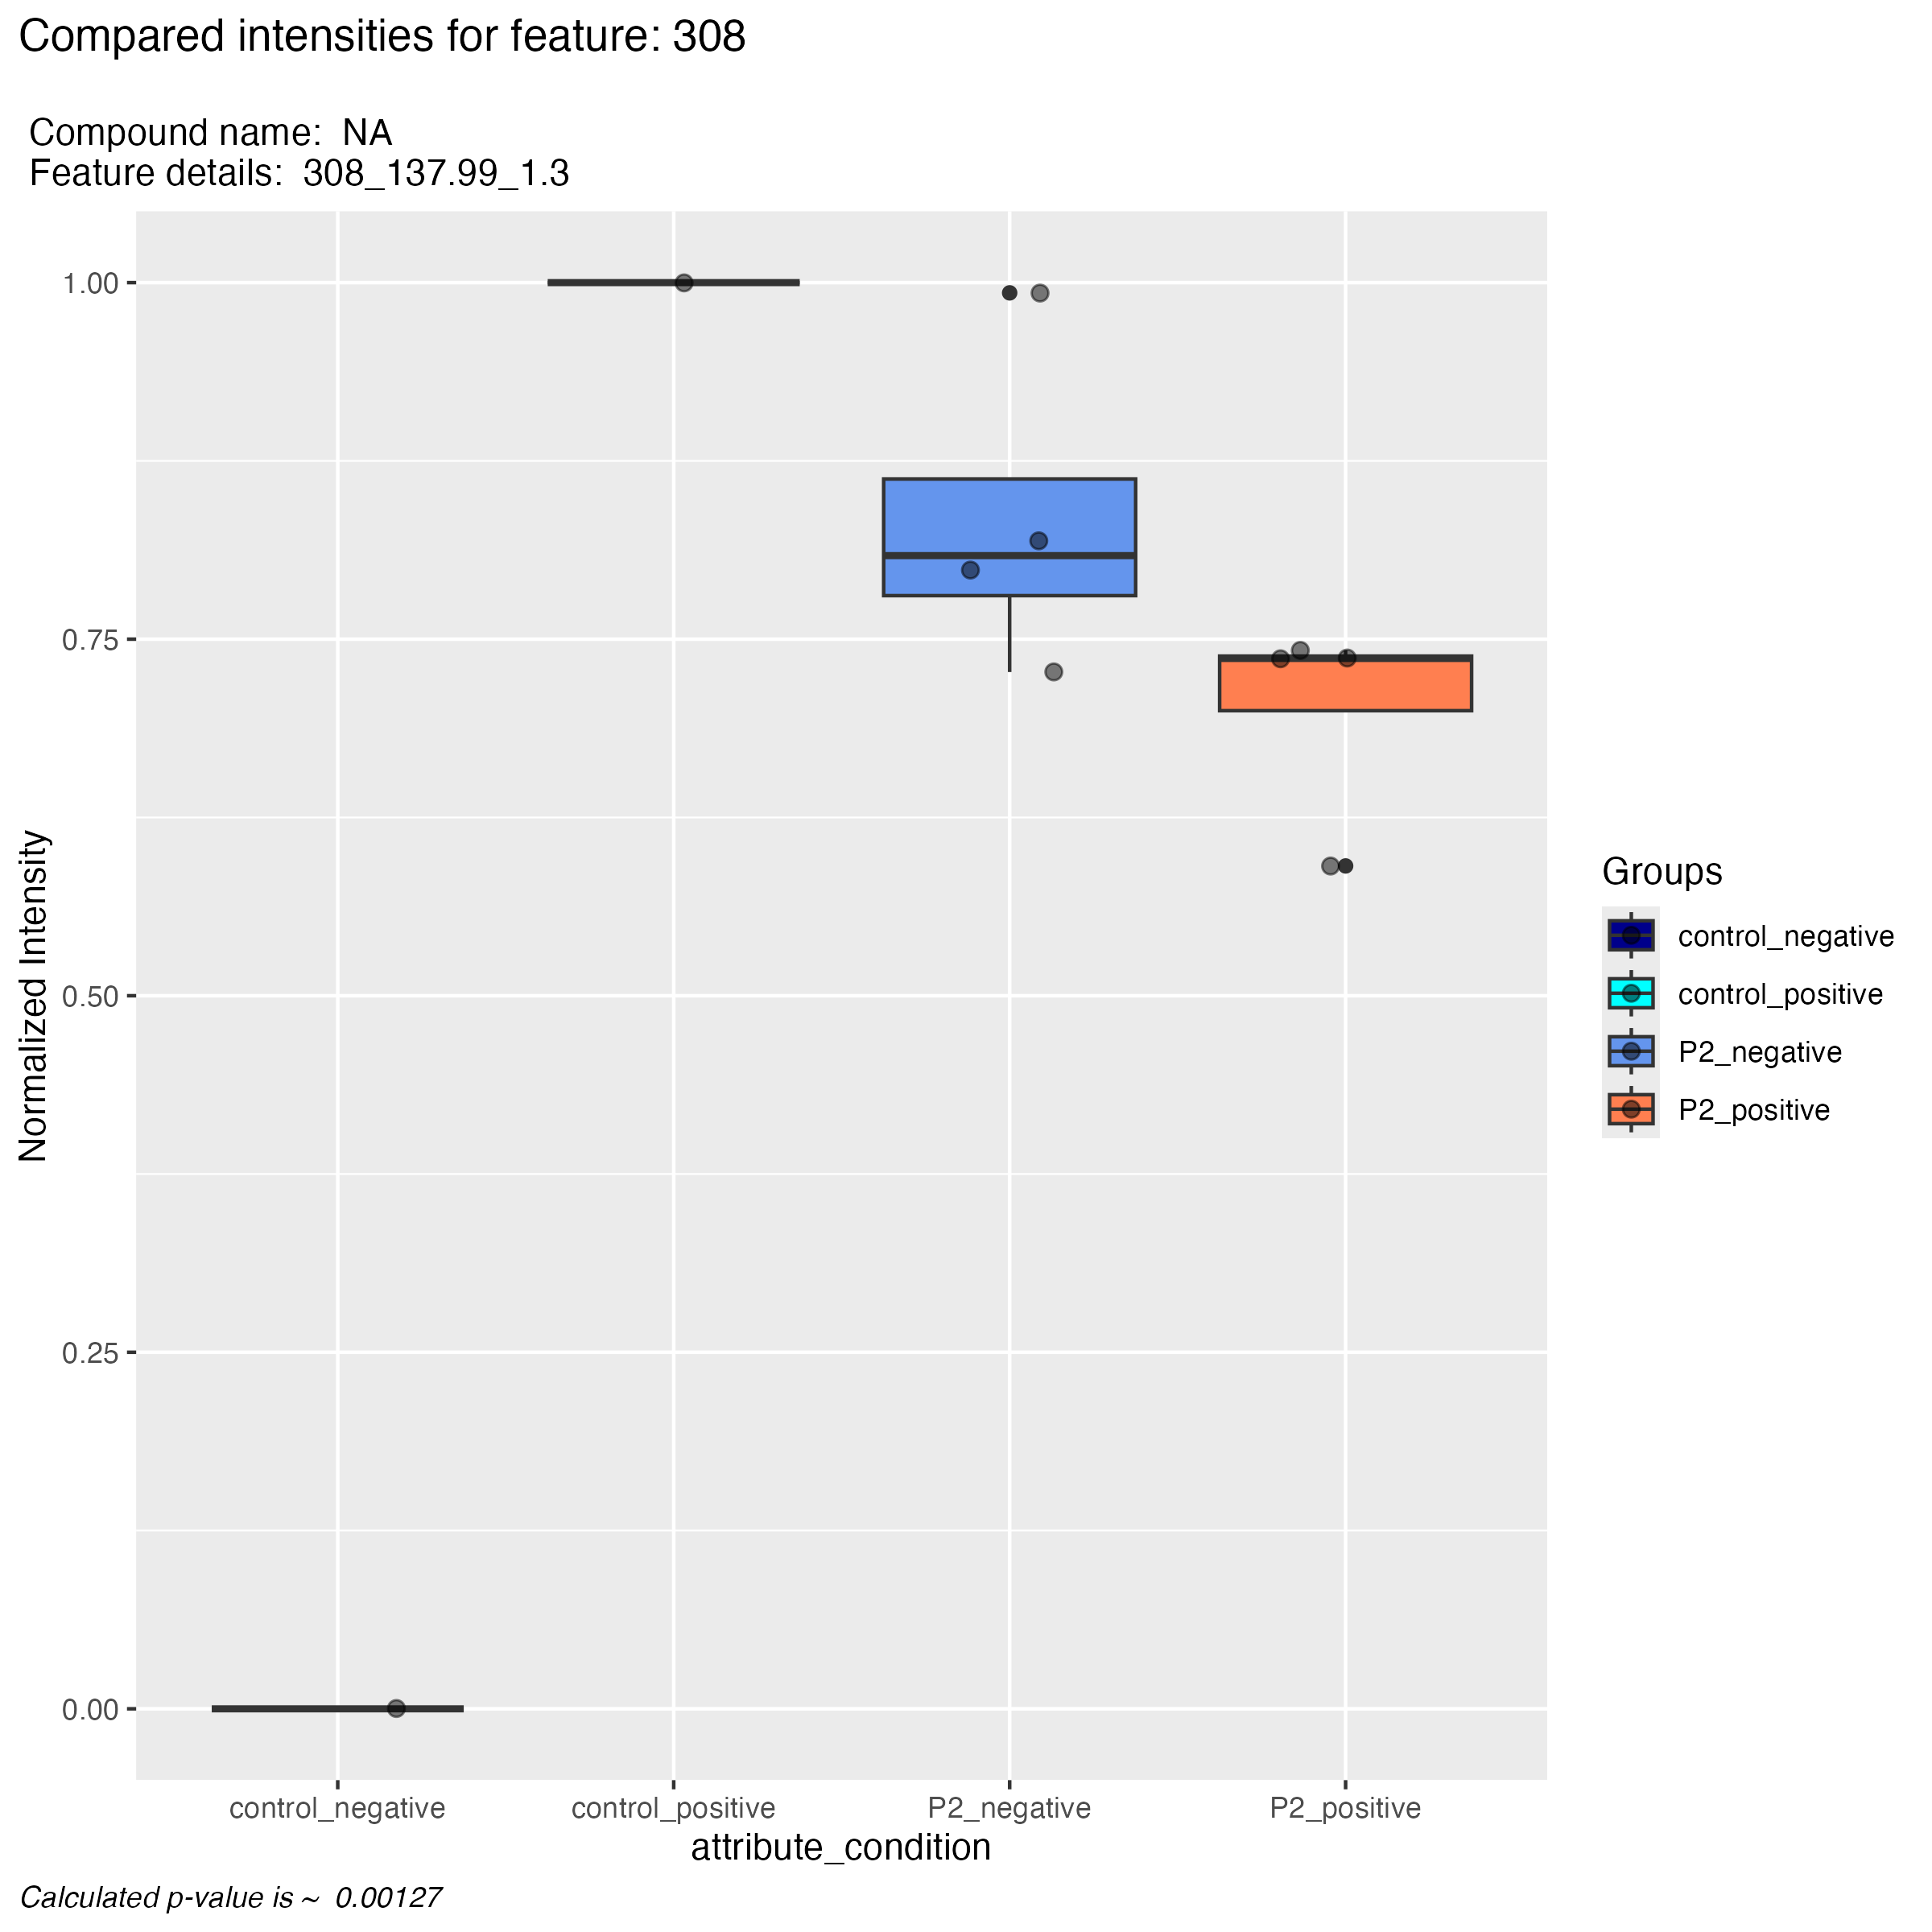 Compared intensities for feature: 308
Compound name:  NA
Feature details:  308_137.99_1.3
Normalized Intensity
1.00
0.75
0.50
0.25
0.00
control_negative
control_positive
P2_negative
P2_positive
attribute_condition
Groups
control_negative
control_positive
P2_negative
P2_positive
Calculated p-value is ~  0.00127